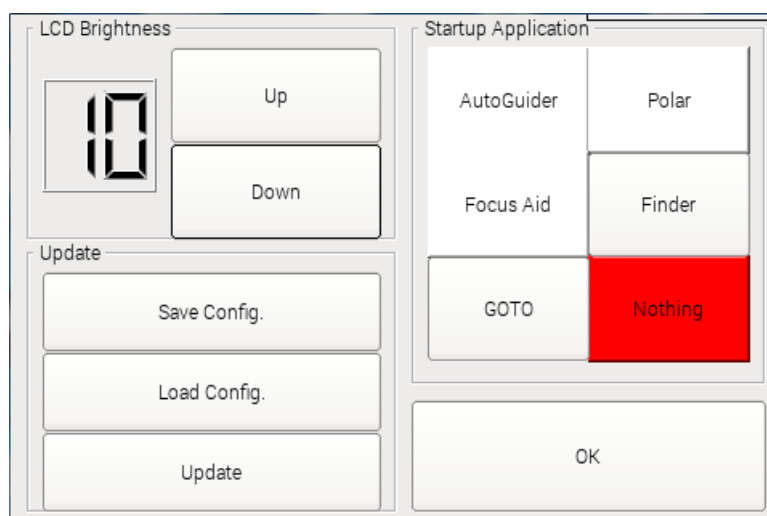 LCD Brightness
10
Up
Down
Update
Save Config.
Load Config.
Update
Startup Application
AutoGuider
Polar
Focus Aid
Finder
GOTO
Nothing
OK